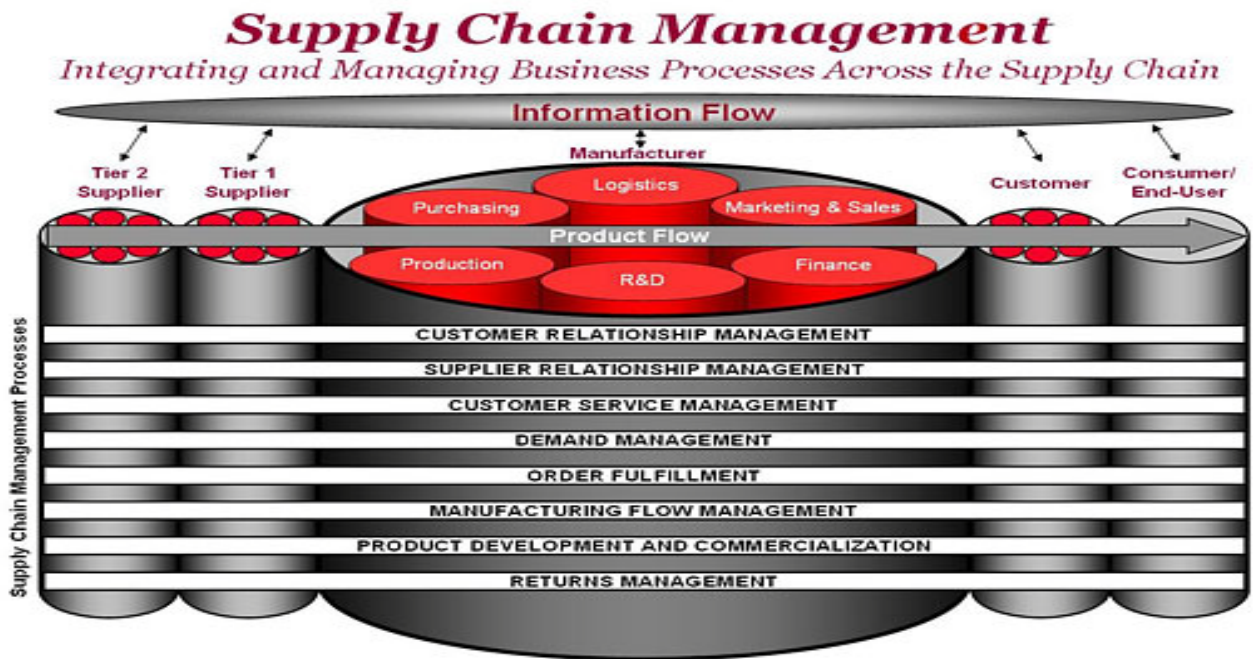 Supply Chain Management
Integrating and Managing Business Processes Across the Supply Chain
Information Flow
Tier 2
Supplier
Tier 1
Supplier
Manufacturer
Customer
Consumer/
End-User
Logistics
Purchasing
Marketing & Sales
Product Flow
Production
R&D
Finance
Supply Chain Management Processes
CUSTOMER RELATIONSHIP MANAGEMENT
SUPPLIER RELATIONSHIP MANAGEMENT
CUSTOMER SERVICE MANAGEMENT
DEMAND MANAGEMENT
ORDER FULFILLMENT
MANUFACTURING FLOW MANAGEMENT
PRODUCT DEVELOPMENT AND COMMERCIALIZATION
RETURNS MANAGEMENT